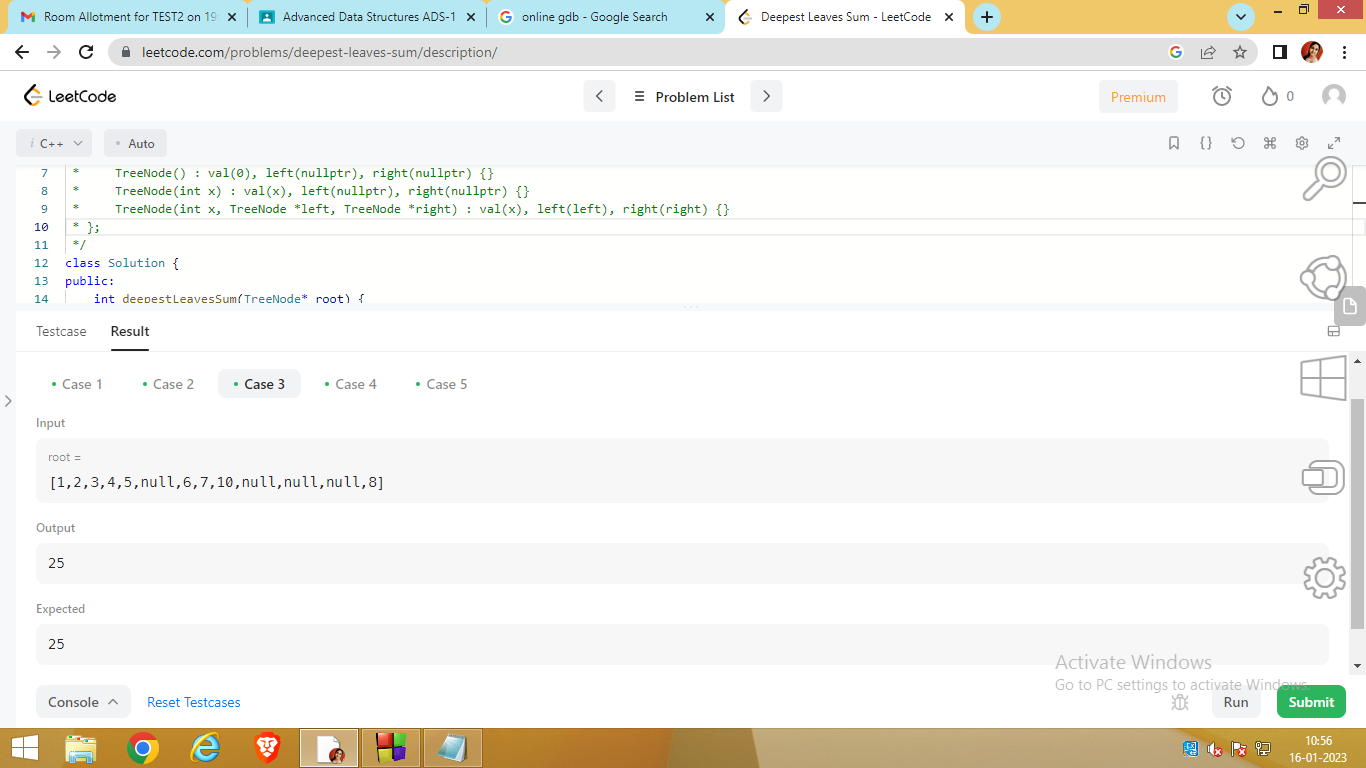 Room Allotment for TEST2 on 19
Advanced Data Structures ADS-1
online gdb - Google Search
Deepest Leaves Sum - LeetCode
leetcode.com/problems/deepest-leaves-sum/description/
LeetCode
Problem List
Premium
0
i C++
• Auto
7 * TreeNode() : val(0), left(nullptr), right(nullptr) {}
8 * TreeNode(int x) : val(x), left(nullptr), right(nullptr) {}
9 * TreeNode(int x, TreeNode *left, TreeNode *right) : val(x), left(left), right(right) {}
10 * };
11 */
12 class Solution {
13 public:
14 int deepestLeavesSum(TreeNode* root) {
Testcase
Result
• Case 1
• Case 2
• Case 3
• Case 4
• Case 5
Input
root =
[1,2,3,4,5,null,6,7,10,null,null,null,8]
Output
25
Expected
25
Activate Windows
Go to PC settings to activate Windows.
Console
Reset Testcases
Run
Submit
10:56
16-01-2023